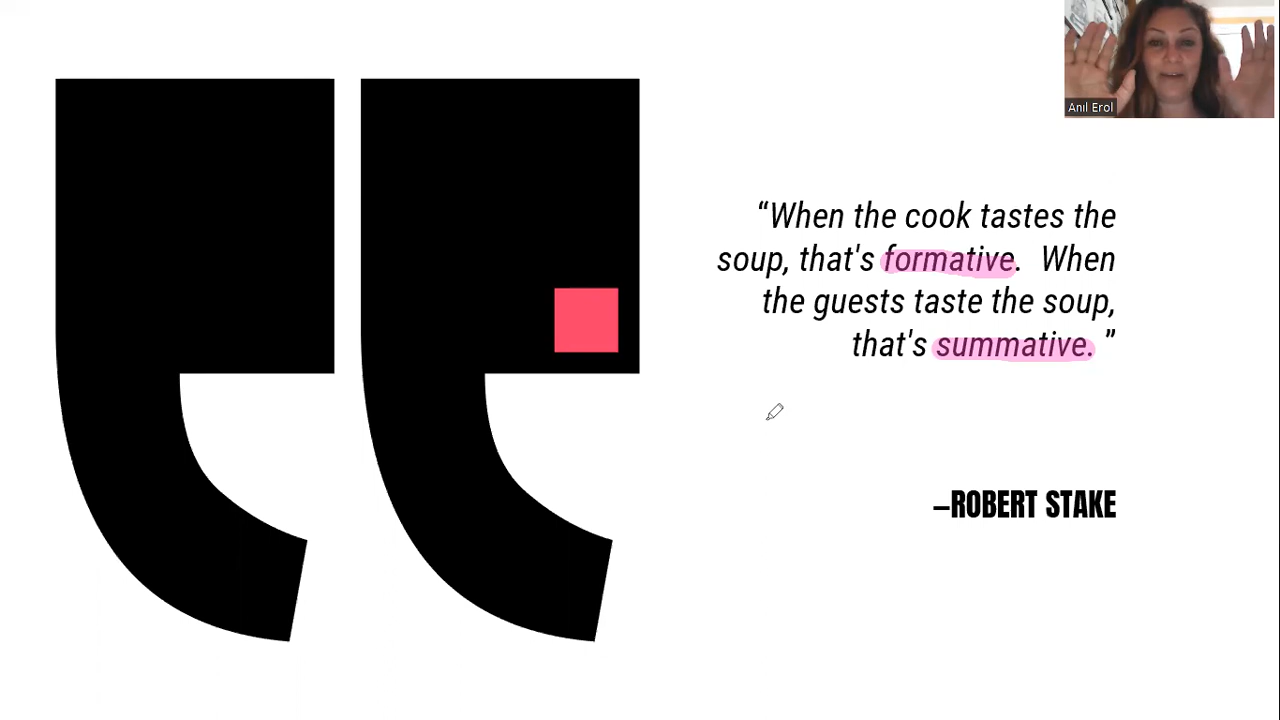 Anıl Erol
“When the cook tastes the
soup, that's formative.  When
the guests taste the soup,
that's summative. ”
–ROBERT STAKE